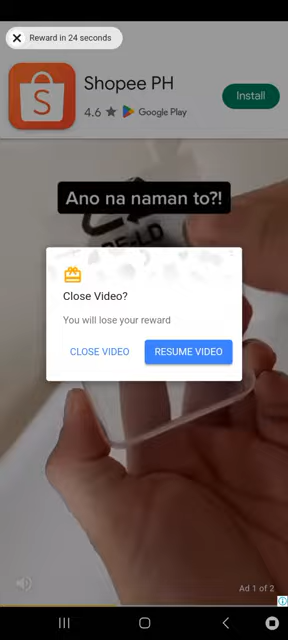 Reward in 24 seconds
Shopee PH
4.6 ★ Google Play
Install
Ano na naman to?!
Close Video?
You will lose your reward
CLOSE VIDEO
RESUME VIDEO
Ad 1 of 2